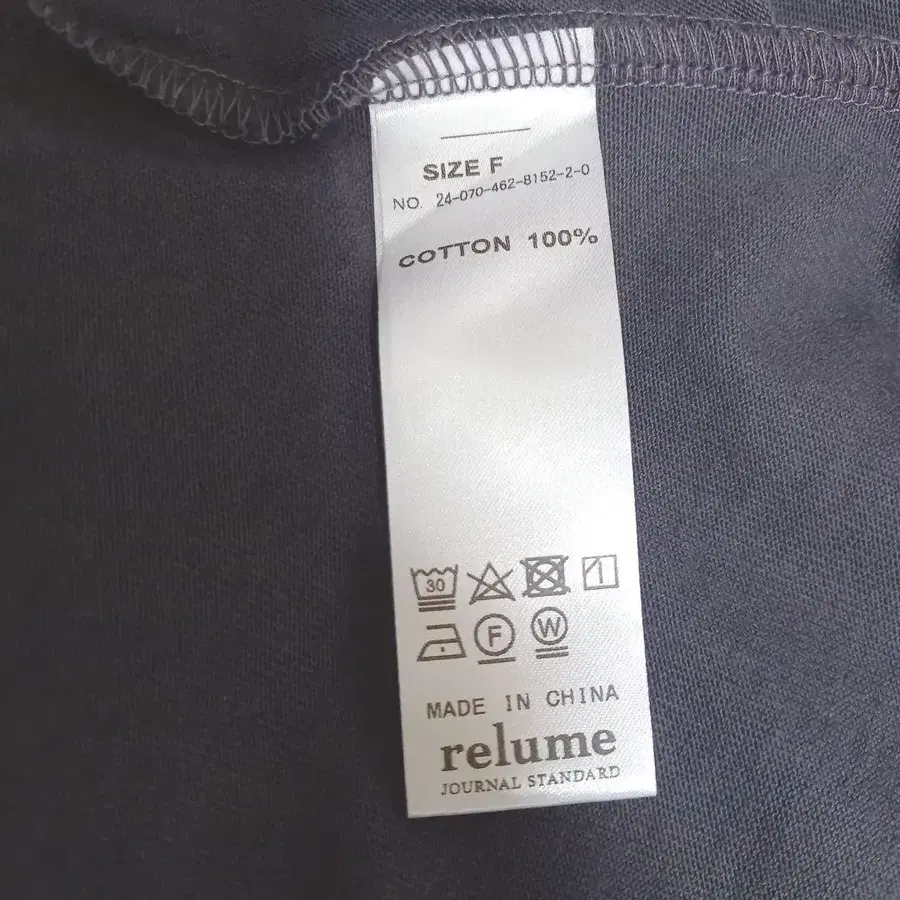 SIZE F
NO. 24-070-462-8152-2-0
COTTON 100%
30
F W
MADE IN CHINA
relume
JOURNAL STANDARD